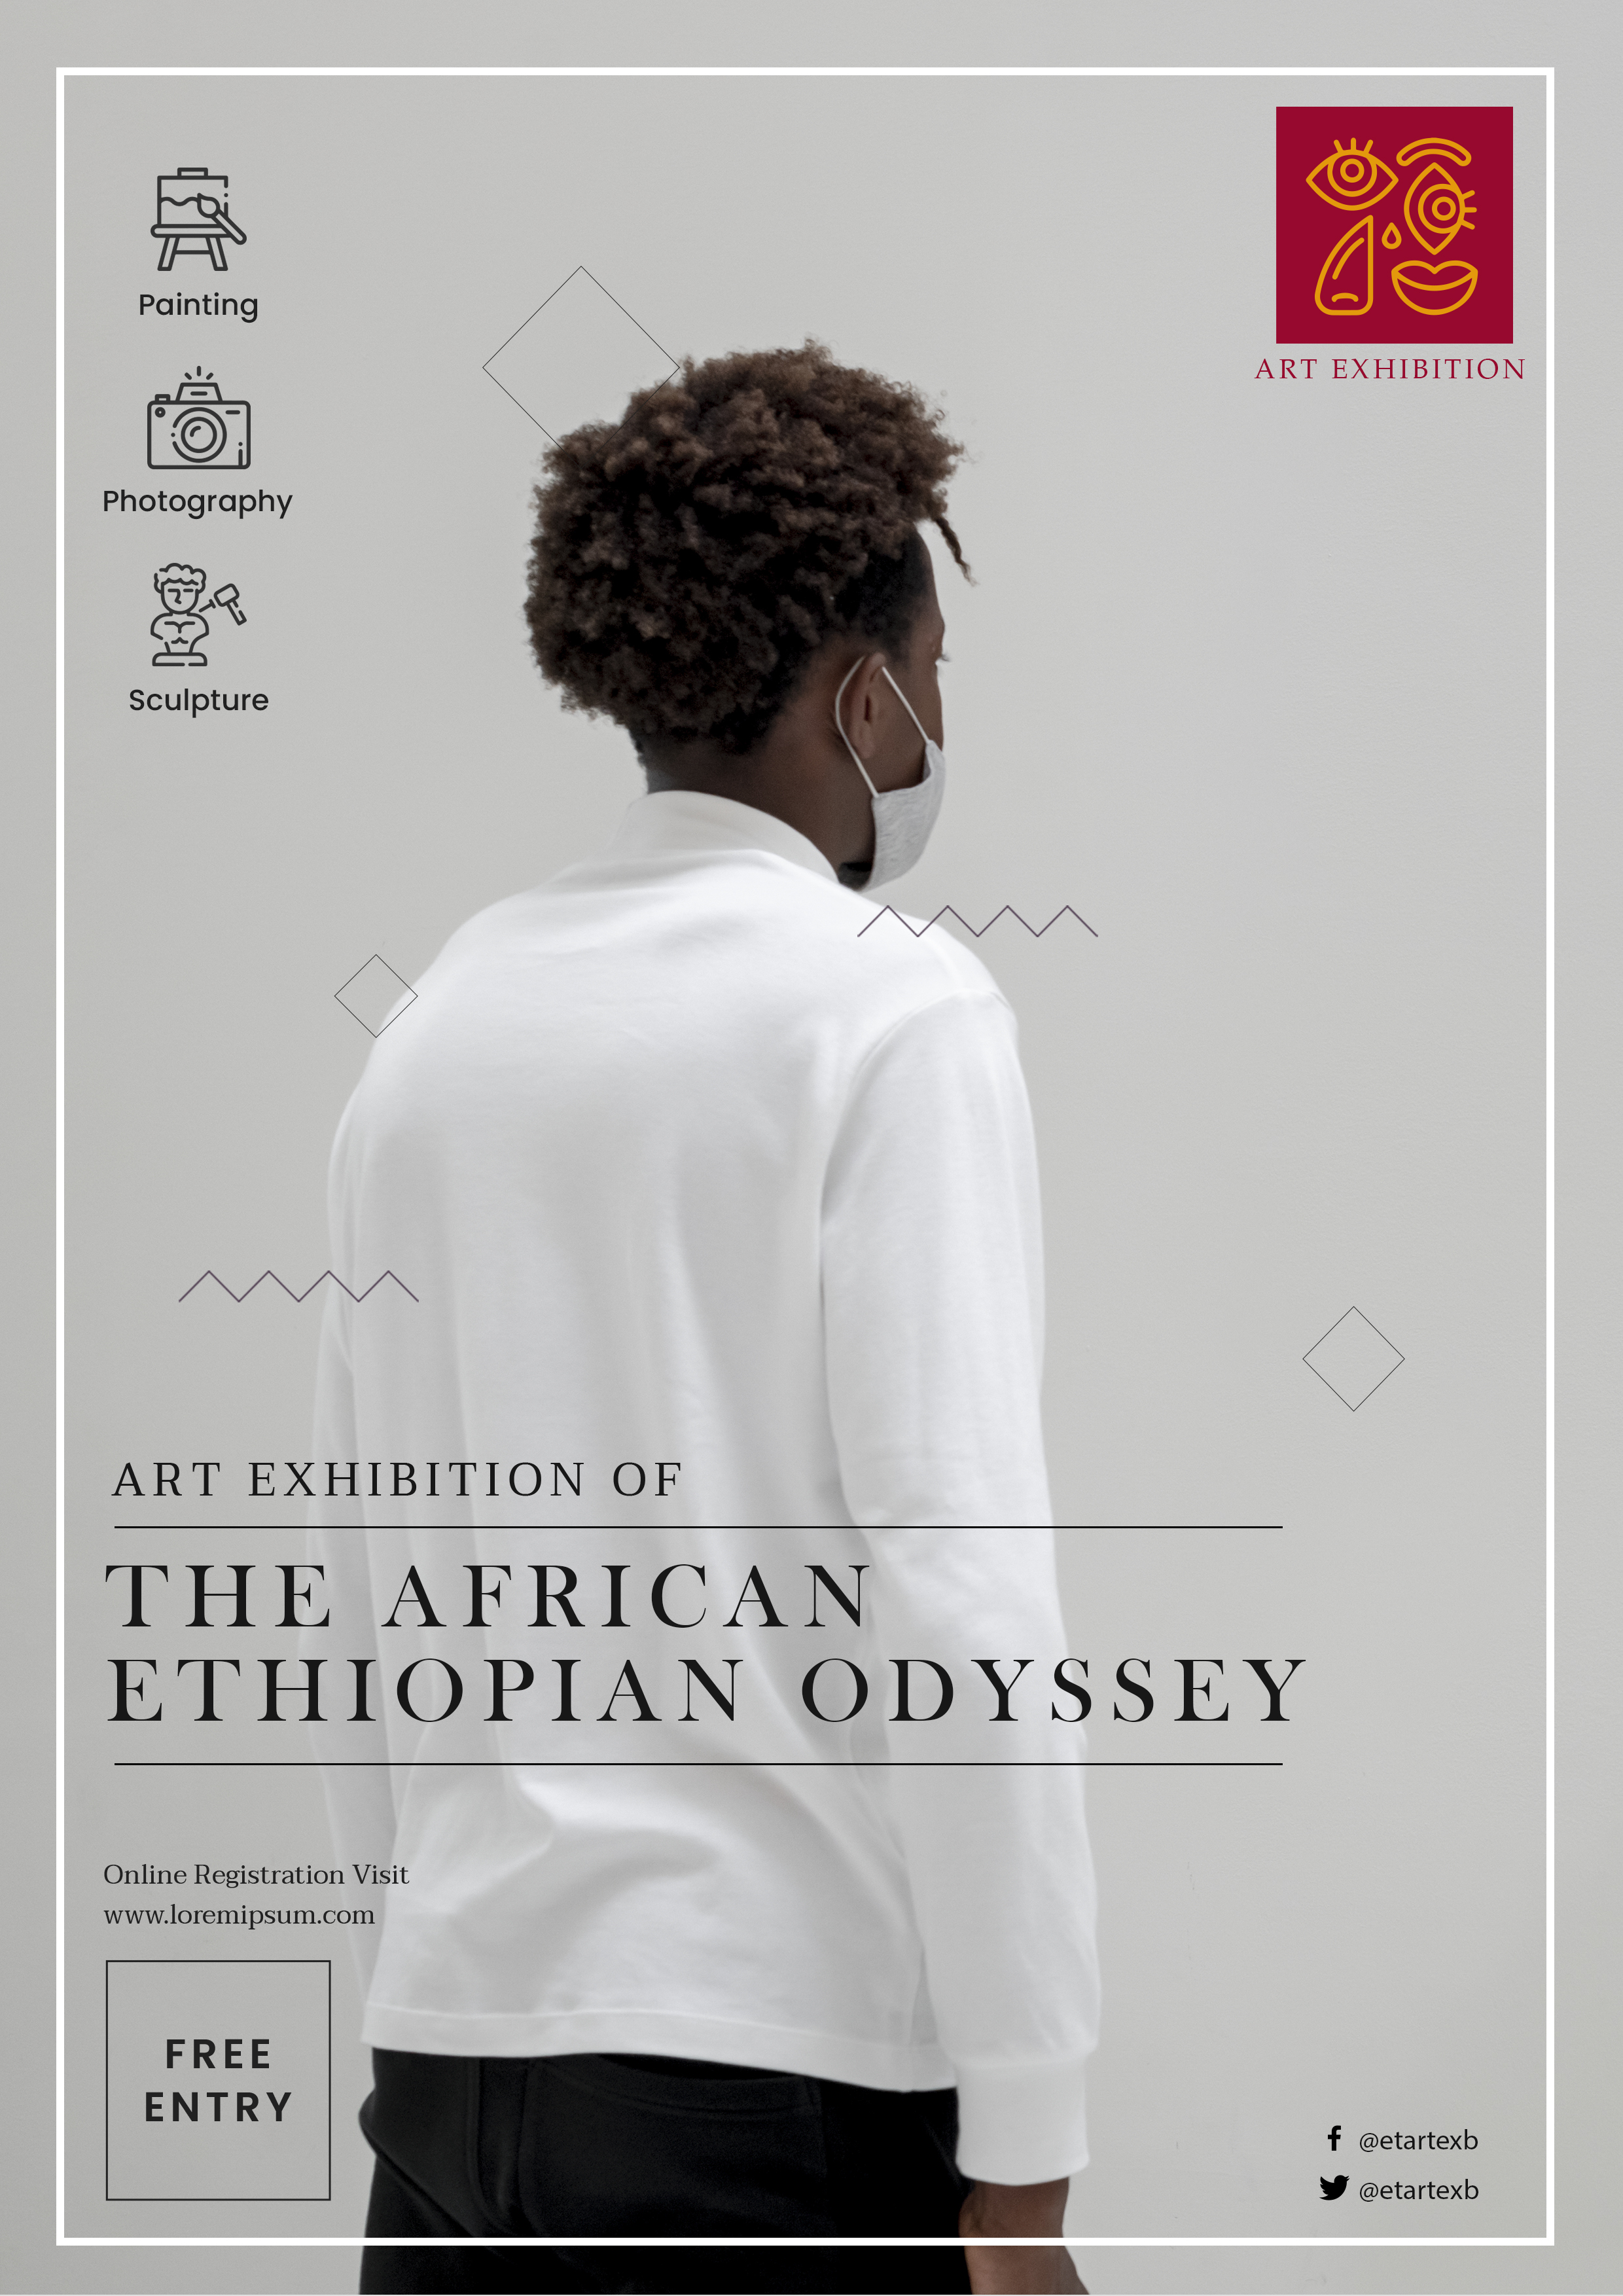 Painting
Photography
Sculpture
ART EXHIBITION
ART EXHIBITION OF
THE AFRICAN
ETHIOPIAN ODYSSEY
Online Registration Visit
www.loremipsum.com
FREE
ENTRY
@etartexb
@etartexb